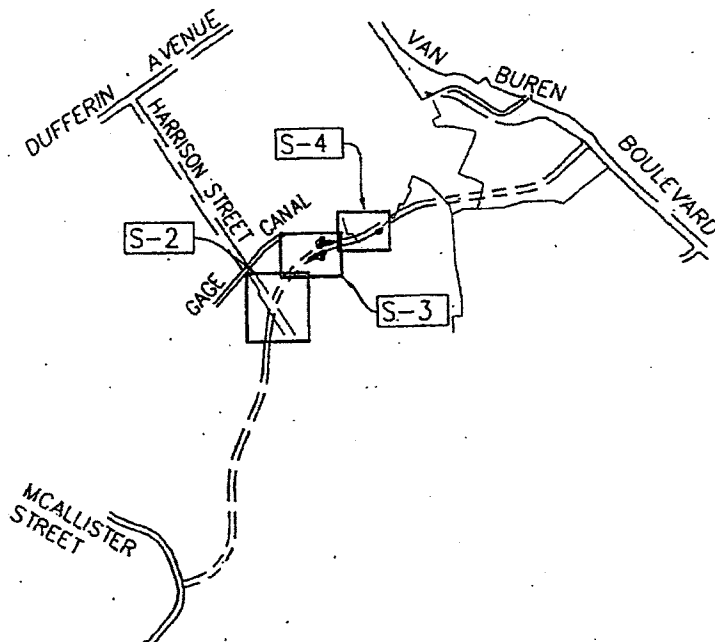 DUFFERIN AVENUE
HARRISON STREET
VAN BUREN BOULEVARD
S-4
GAGE CANAL
S-2
S-3
MCALLISTER
STREET